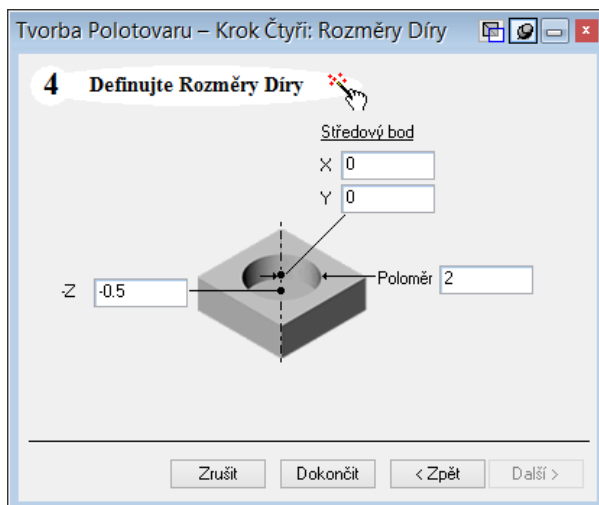 Tvorba Polotovaru – Krok Čtyři: Rozměry Díry
4 Definujte Rozměry Díry
Středový bod
X 0
Y 0
-Z -0.5
Poloměr 2
Zrušit Dokončit < Zpět Další >